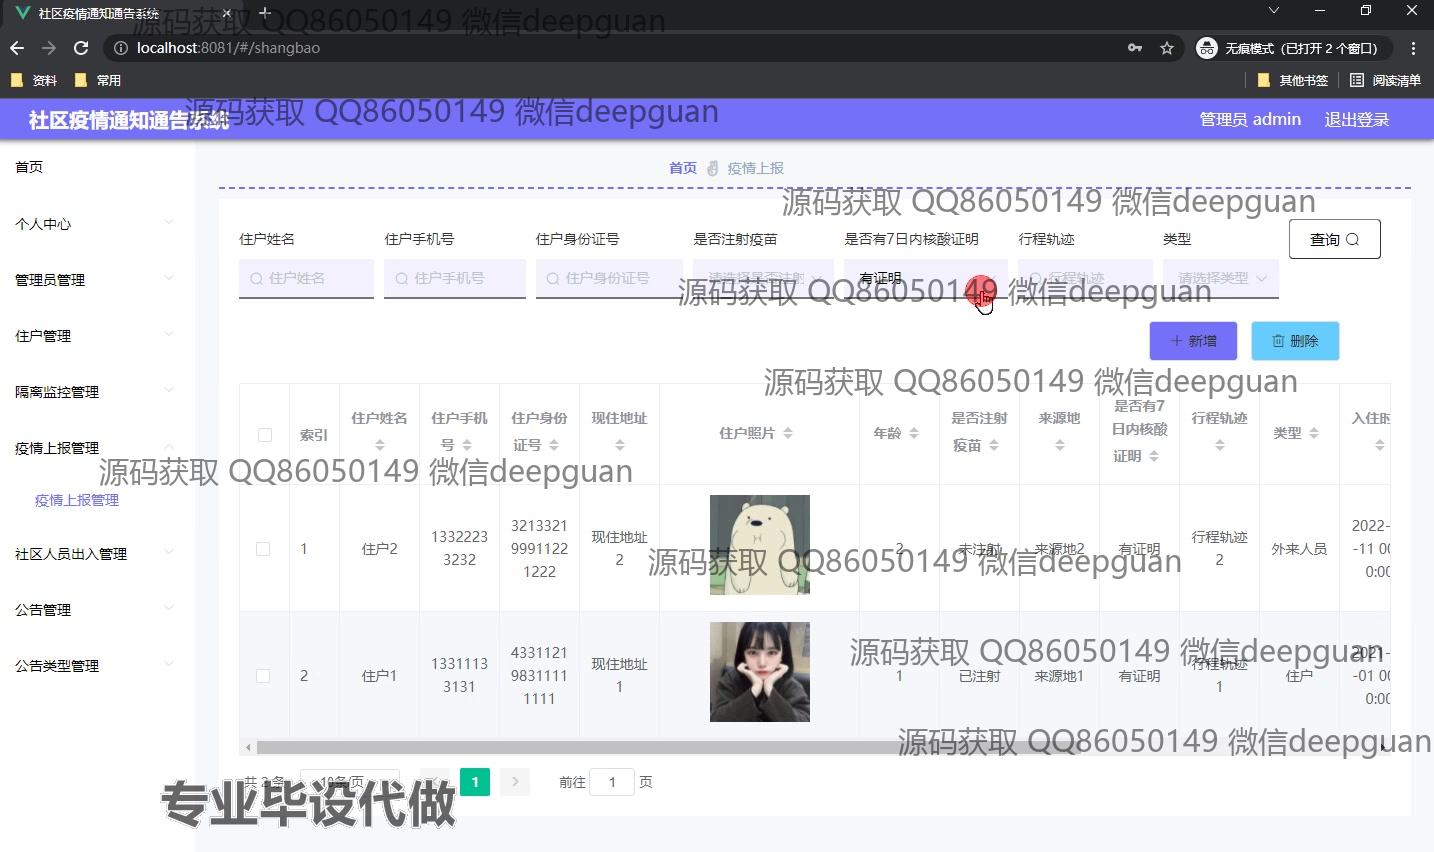 社区疫情通知通告系统
源码获取 QQ86050149 微信deepguan
localhost:8081/#/shangbao
无痕模式（已打开 2 个窗口）
资料
常用
其他书签
阅读清单
社区疫情通知通告系统
源码获取 QQ86050149 微信deepguan
管理员 admin
退出登录
首页
个人中心
管理员管理
住户管理
隔离监控管理
疫情上报管理
疫情上报管理
社区人员出入管理
公告管理
公告类型管理
首页 疫情上报
源码获取 QQ86050149 微信deepguan
住户姓名 住户手机号 住户身份证号 是否注射疫苗 是否有7日内核酸证明 行程轨迹 类型
查询
住户姓名 住户手机号 住户身份证号 请选择是否注射 有证明 行程轨迹 请选择类型
源码获取 QQ86050149 微信deepguan
新增 删除
源码获取 QQ86050149 微信deepguan
索引
住户姓名
住户手机
号
住户身份
证号
现住地址
住户照片
年龄
是否注射
疫苗
来源地
是否有7
日内核酸
证明
行程轨迹
类型
入住时
源码获取 QQ86050149 微信deepguan
1
住户2
1332223
3232
3213321
9991122
1222
现住地址
2
2
未注射
来源地2
有证明
行程轨迹
2
外来人员
2022-
-11 00
0:00
源码获取 QQ86050149 微信deepguan
2
住户1
1331113
3131
4331121
9831111
1111
现住地址
1
1
已注射
来源地1
有证明
行程轨迹
1
住户
2021-
-01 00
0:00
源码获取 QQ86050149 微信deepguan
源码获取 QQ86050149 微信deepguan
共 2 条 10条/页 1 前往 1 页
专业毕设代做